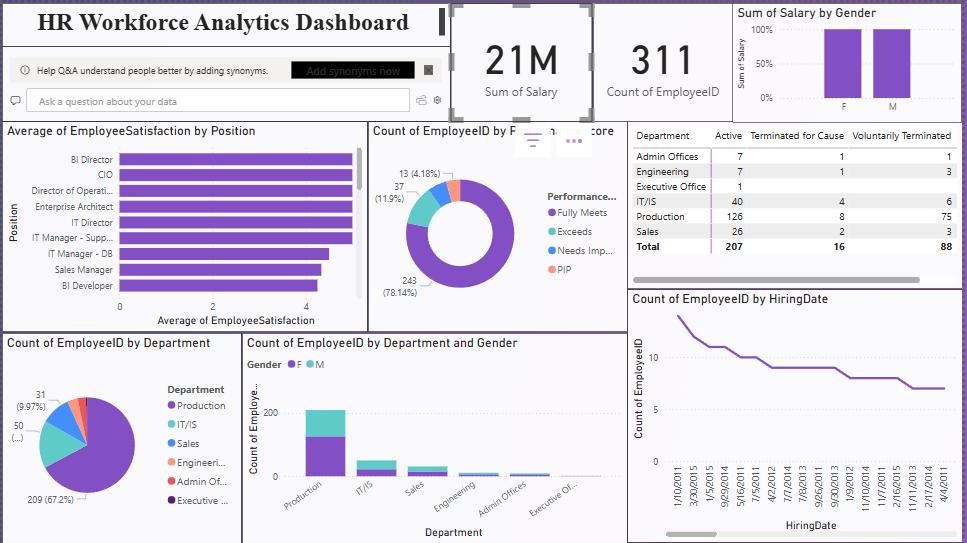 HR Workforce Analytics Dashboard
Help Q&A understand people better by adding synonyms.
Add synonyms now
Ask a question about your data
21M
Sum of Salary
311
Count of EmployeeID
Sum of Salary by Gender
Sum of Salary
100%
50%
0%
F M
Average of EmployeeSatisfaction by Position
Position
BI Director
CIO
Director of Operati...
Enterprise Architect
IT Director
IT Manager - Supp...
IT Manager - DB
Sales Manager
BI Developer
0 2 4
Average of EmployeeSatisfaction
Count of EmployeeID by P
core
13 (4.18%)
37
(11.9%)
243
(78.14%)
Performance...
Fully Meets
Exceeds
Needs Imp...
PIP
Department Active Terminated for Cause Voluntarily Terminated
Admin Offices 7 1 1
Engineering 7 1 3
Executive Office 1
IT/IS 40 4 6
Production 126 8 75
Sales 26 2 3
Total 207 16 88
Count of EmployeeID by HiringDate
Count of EmployeeID
10
5
0
1/10/2011 3/30/2015 1/5/2015 9/29/2014 5/16/2011 7/5/2011 4/2/2012 7/7/2014 7/8/2013 9/26/2011 9/30/2013 1/9/2012 11/10/2014 11/7/2011 2/16/2015 11/11/2013 2/17/2014 4/4/2011
HiringDate
Count of EmployeeID by Department
31
(9.97%)
50
(...)
209 (67.2%)
Department
Production
IT/IS
Sales
Engineeri...
Admin Of...
Executive ...
Count of EmployeeID by Department and Gender
Gender F M
Count of Employe...
200
0
Production IT/IS Sales Engineering Admin Offices Executive Of...
Department